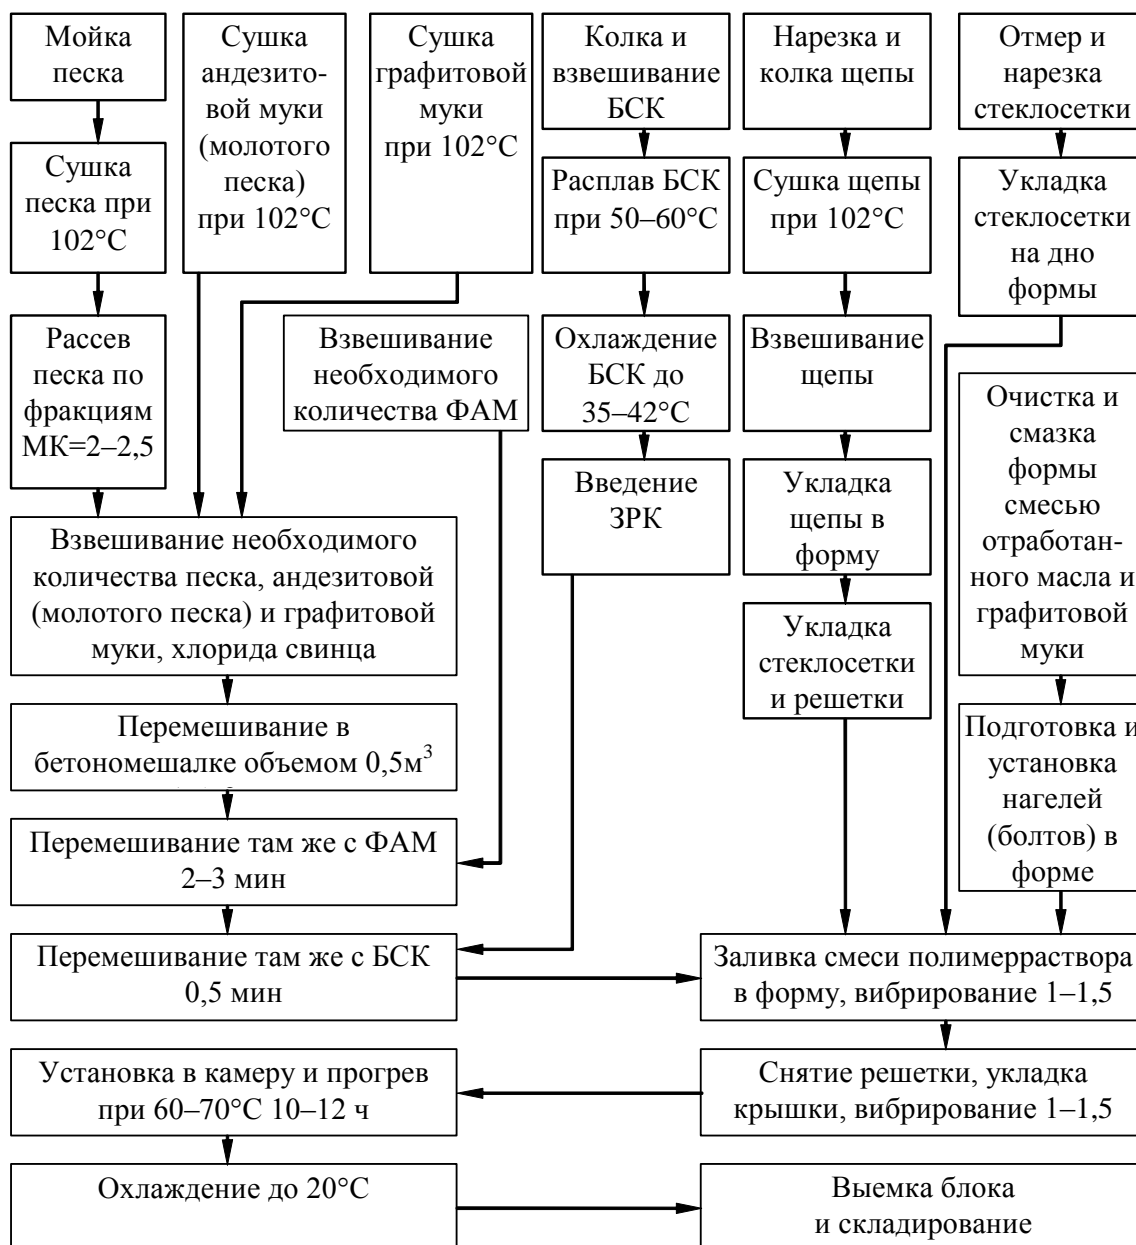 Мойка
песка
Сушка
андезито-
вой муки
(молотого
песка)
при 102°С
Сушка
графитовой
муки
при 102°С
Колка и
взвешивание
БСК
Нарезка и
колка щепы
Отмер и
нарезка
стеклосетки
Сушка
песка при
102°С
Расплав БСК
при 50–60°С
Сушка щепы
при 102°С
Укладка
стеклосетки
на дно
формы
Рассев
песка по
фракциям
МК=2–2,5
Взвешивание
необходимого
количества ФАМ
Охлаждение
БСК до
35–42°С
Взвешивание
щепы
Очистка и
смазка
формы
смесью
отработан-
ного масла и
графитовой
муки
Введение
ЗРК
Укладка
щепы в
форму
Взвешивание необходимого
количества песка, андезитовой
(молотого песка) и графитовой
муки, хлорида свинца
Укладка
стеклосетки
и решетки
Перемешивание в
бетономешалке объемом 0,5м³
Подготовка и
установка
нагелей
(болтов) в
форме
Перемешивание там же с ФАМ
2–3 мин
Перемешивание там же с БСК
0,5 мин
Заливка смеси полимерраствора
в форму, вибрирование 1–1,5
Установка в камеру и прогрев
при 60–70°С 10–12 ч
Снятие решетки, укладка
крышки, вибрирование 1–1,5
Охлаждение до 20°С
Выемка блока
и складирование